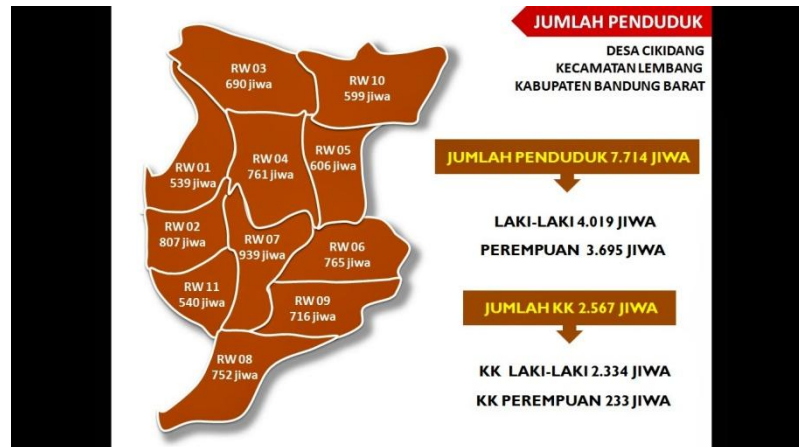 JUMLAH PENDUDUK
DESA CIKIDANG
KECAMATAN LEMBANG
KABUPATEN BANDUNG BARAT
RW 03
690 jiwa
RW 10
599 jiwa
RW 01
539 jiwa
RW 04
761 jiwa
RW 05
606 jiwa
RW 02
807 jiwa
RW 07
939 jiwa
RW 06
765 jiwa
RW 11
540 jiwa
RW 09
716 jiwa
RW 08
752 jiwa
JUMLAH PENDUDUK 7.714 JIWA
LAKI-LAKI 4.019 JIWA
PEREMPUAN 3.695 JIWA
JUMLAH KK 2.567 JIWA
KK LAKI-LAKI 2.334 JIWA
KK PEREMPUAN 233 JIWA